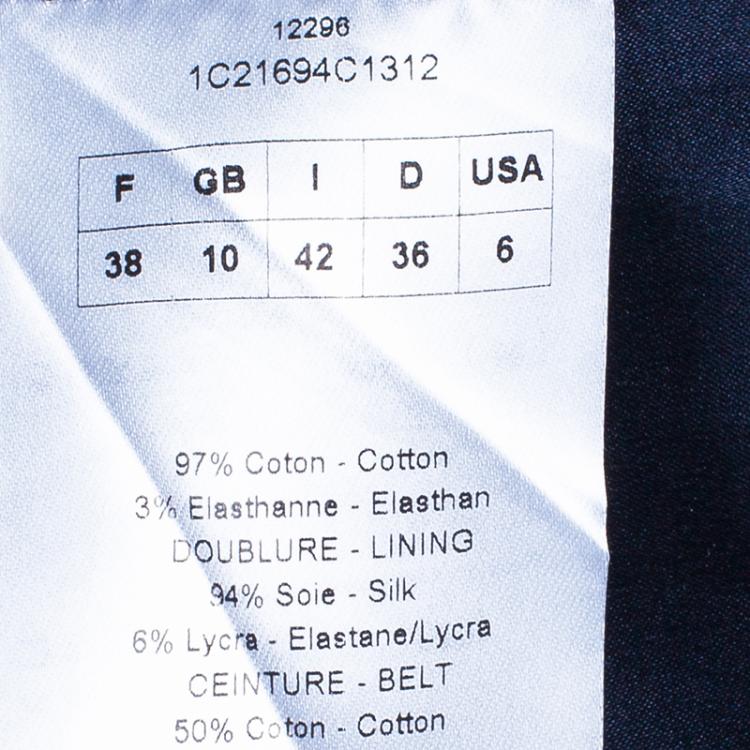 12296
1C21694C1312
F GB I D USA
38 10 42 36 6
97% Coton - Cotton
3% Elasthanne - Elasthan
DOUBLURE - LINING
94% Soie - Silk
6% Lycra - Elastane/Lycra
CEINTURE - BELT
50% Coton - Cotton